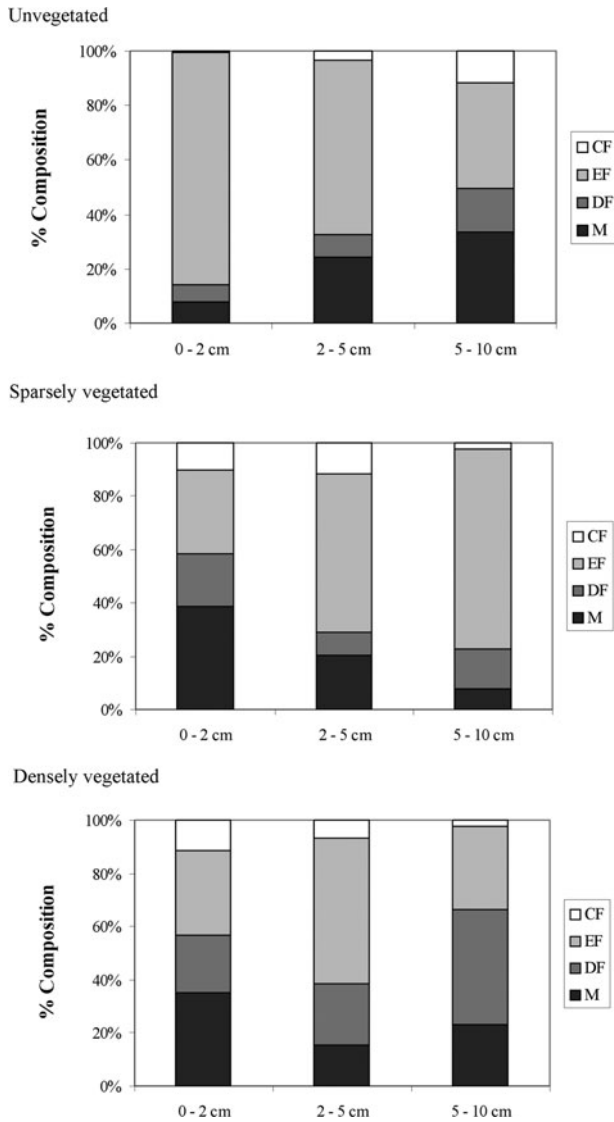 Unvegetated
% Composition
100%
80%
60%
40%
20%
0%
0 - 2 cm 2 - 5 cm 5 - 10 cm
CF
EF
DF
M
Sparsely vegetated
% Composition
100%
80%
60%
40%
20%
0%
0 - 2 cm 2 - 5 cm 5 - 10 cm
CF
EF
DF
M
Densely vegetated
% Composition
100%
80%
60%
40%
20%
0%
0 - 2 cm 2 - 5 cm 5 - 10 cm
CF
EF
DF
M